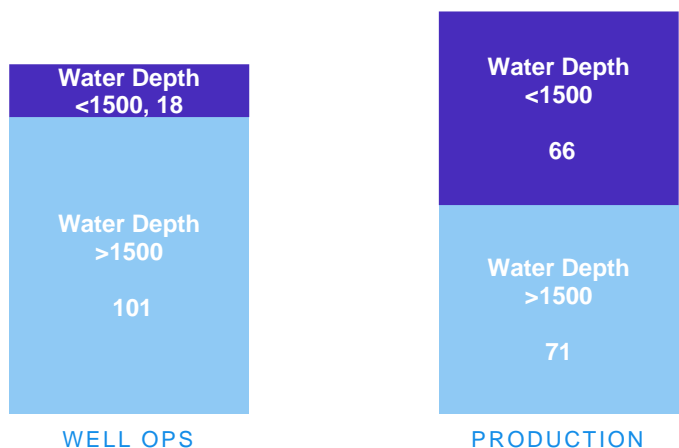 Water Depth
<1500, 18
Water Depth
>1500
101
WELL OPS
Water Depth
<1500
66
Water Depth
>1500
71
PRODUCTION